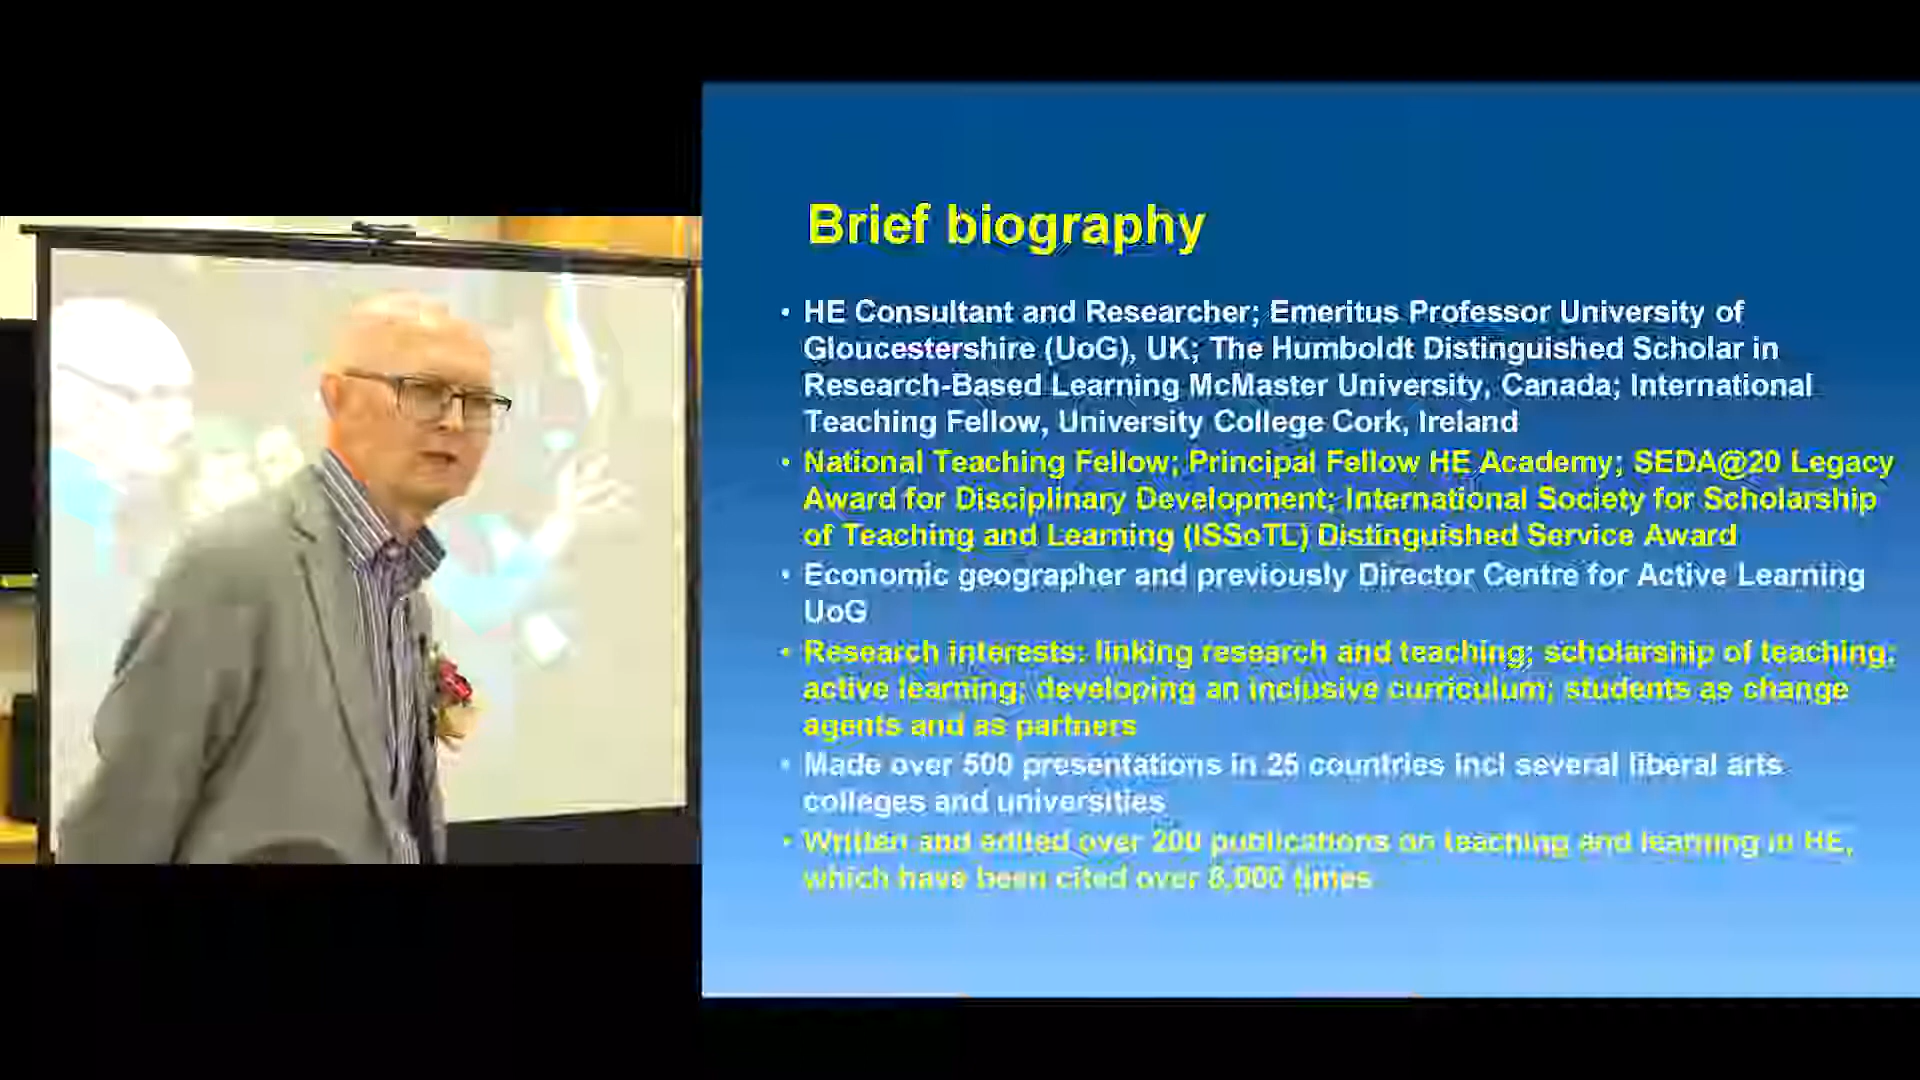 Brief biography
• HE Consultant and Researcher; Emeritus Professor University of
Gloucestershire (UoG), UK; The Humboldt Distinguished Scholar in
Research-Based Learning McMaster University, Canada; International
Teaching Fellow, University College Cork, Ireland
• National Teaching Fellow; Principal Fellow HE Academy; SEDA@20 Legacy
Award for Disciplinary Development; International Society for Scholarship
of Teaching and Learning (ISSoTL) Distinguished Service Award
• Economic geographer and previously Director Centre for Active Learning
UoG
• Research interests: linking research and teaching; scholarship of teaching;
active learning; developing an inclusive curriculum; students as change
agents and as partners
• Made over 500 presentations in 25 countries incl several liberal arts
colleges and universities
• Written and edited over 200 publications on teaching and learning in HE,
which have been cited over 8,000 times